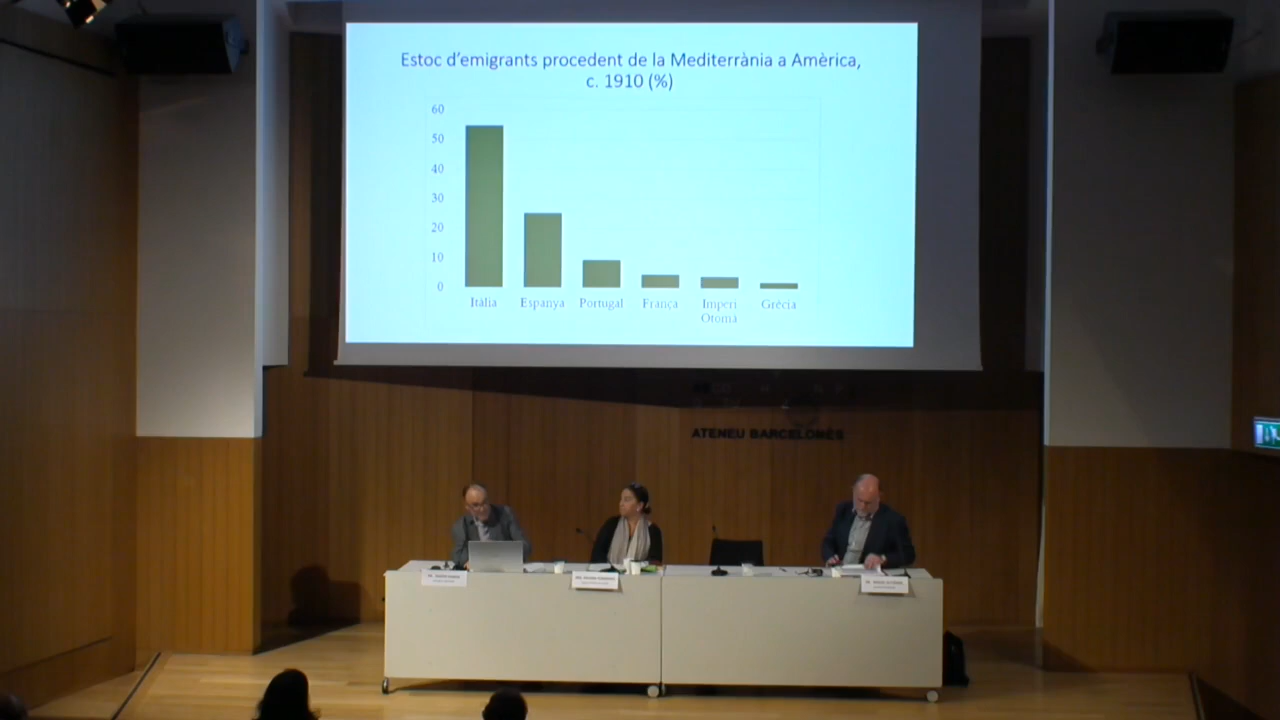 Estoc d'emigrants procedent de la Mediterrània a Amèrica,
c. 1910 (%)
60
50
40
30
20
10
0
Itàlia Espanya Portugal França Imperi Grècia
Otomà
ATENEU BARCELONÈS